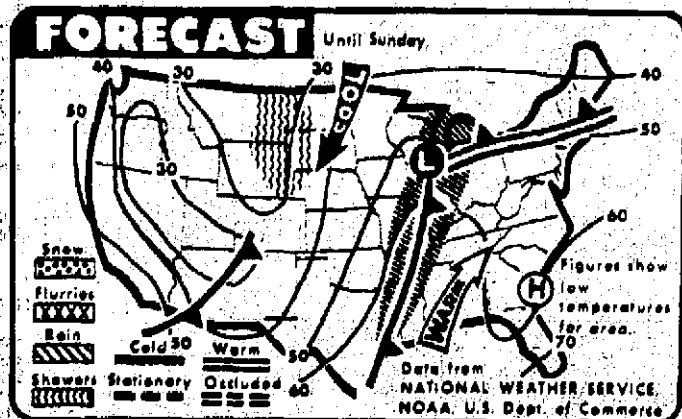 FORECAST Until Sunday
40 30 30 40
COOL
50 50
30
L
60
Snow
H Figures show
Flurries low
temperatures
Rain for area.
WARM
Cold 50 Warm 50 70
Showers Stationary Occluded 60
Data from
NATIONAL WEATHER SERVICE,
NOAA, U.S. Dept. of Commerce